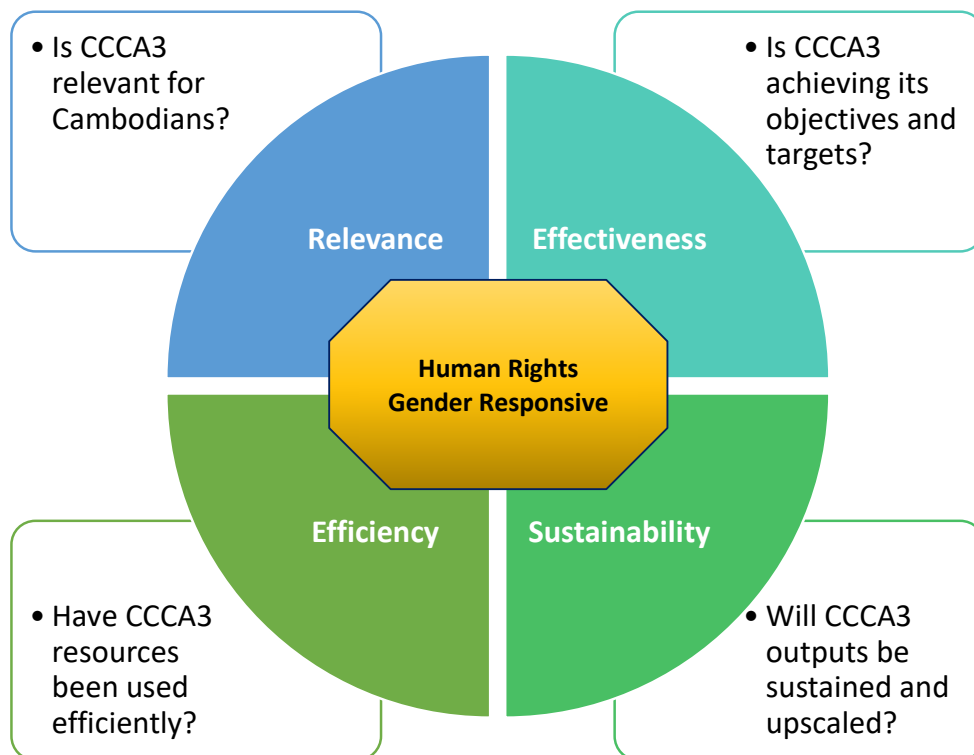 • Is CCCA3
relevant for
Cambodians?
• Is CCCA3
achieving its
objectives and
targets?
Relevance
Effectiveness
Human Rights
Gender Responsive
Efficiency
Sustainability
• Have CCCA3
resources
been used
efficiently?
• Will CCCA3
outputs be
sustained and
upscaled?